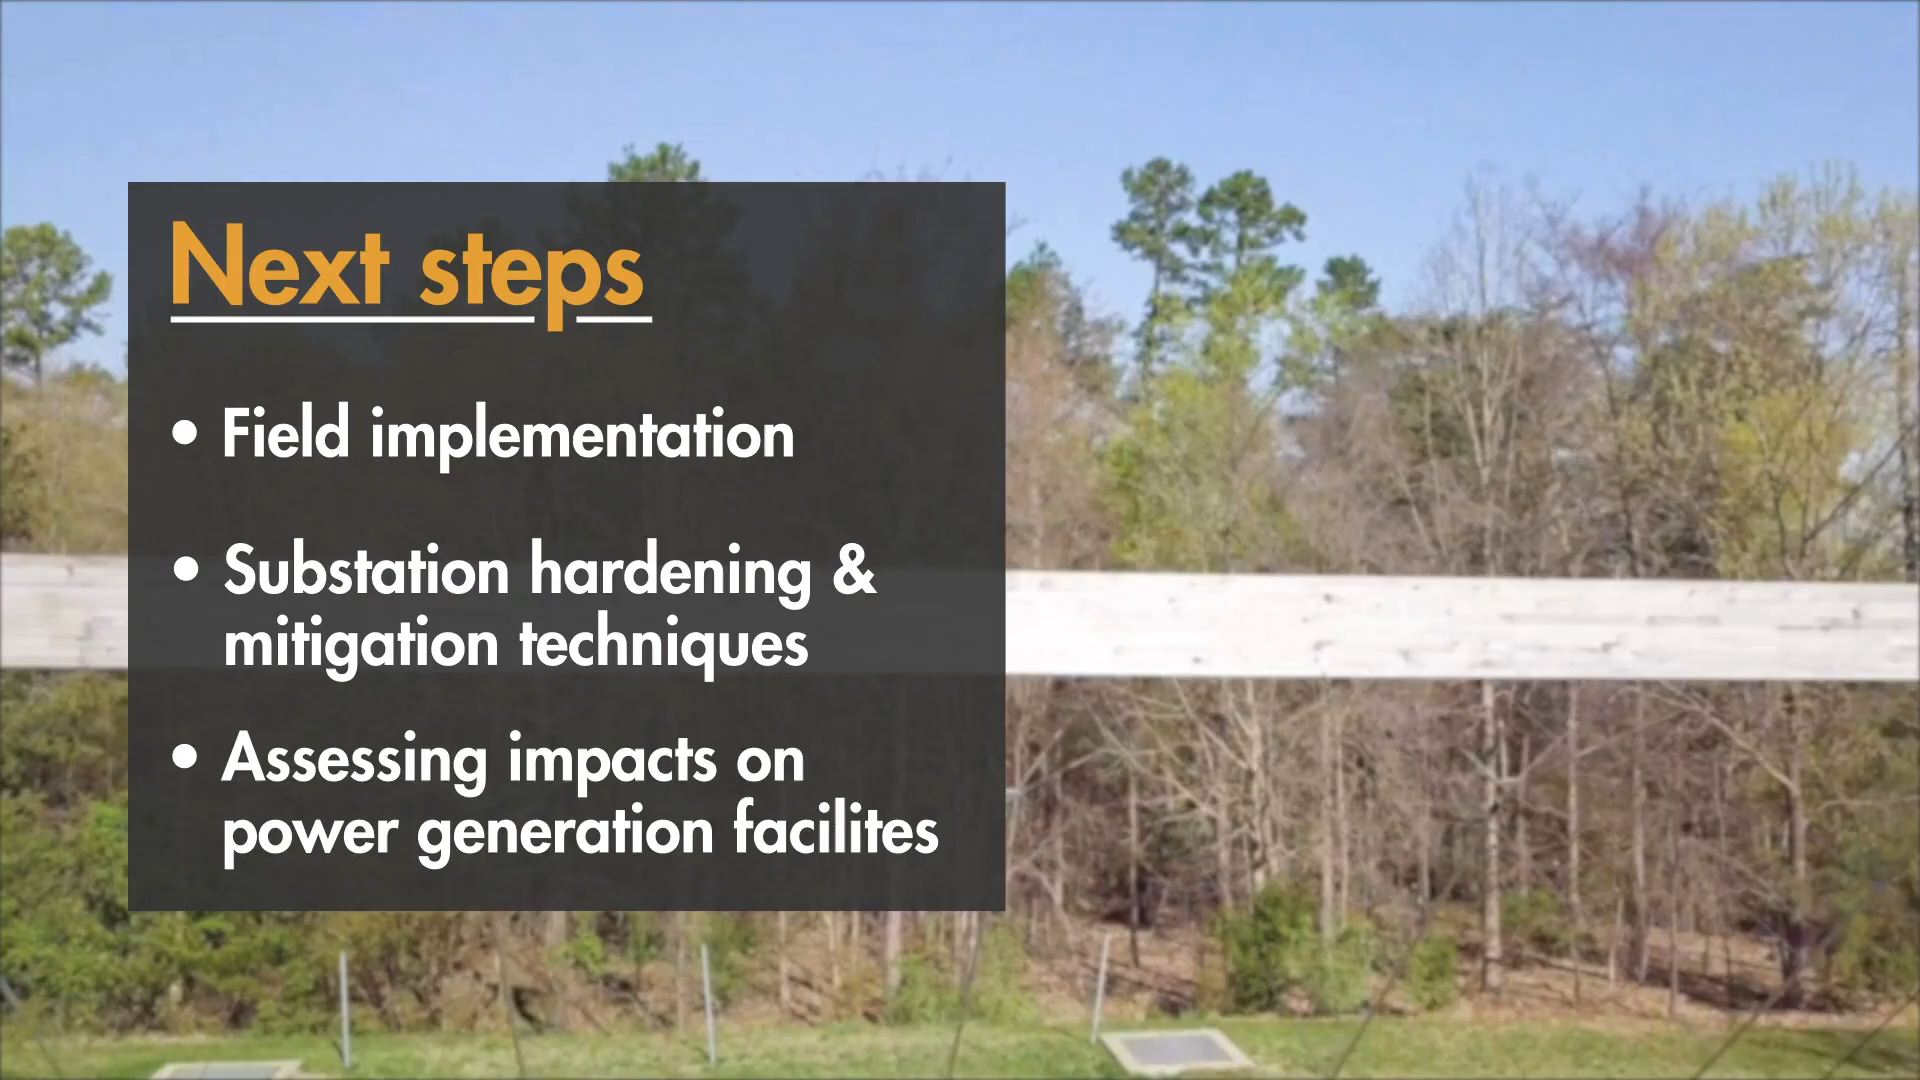 Next steps
• Field implementation
• Substation hardening &
mitigation techniques
• Assessing impacts on
power generation facilites